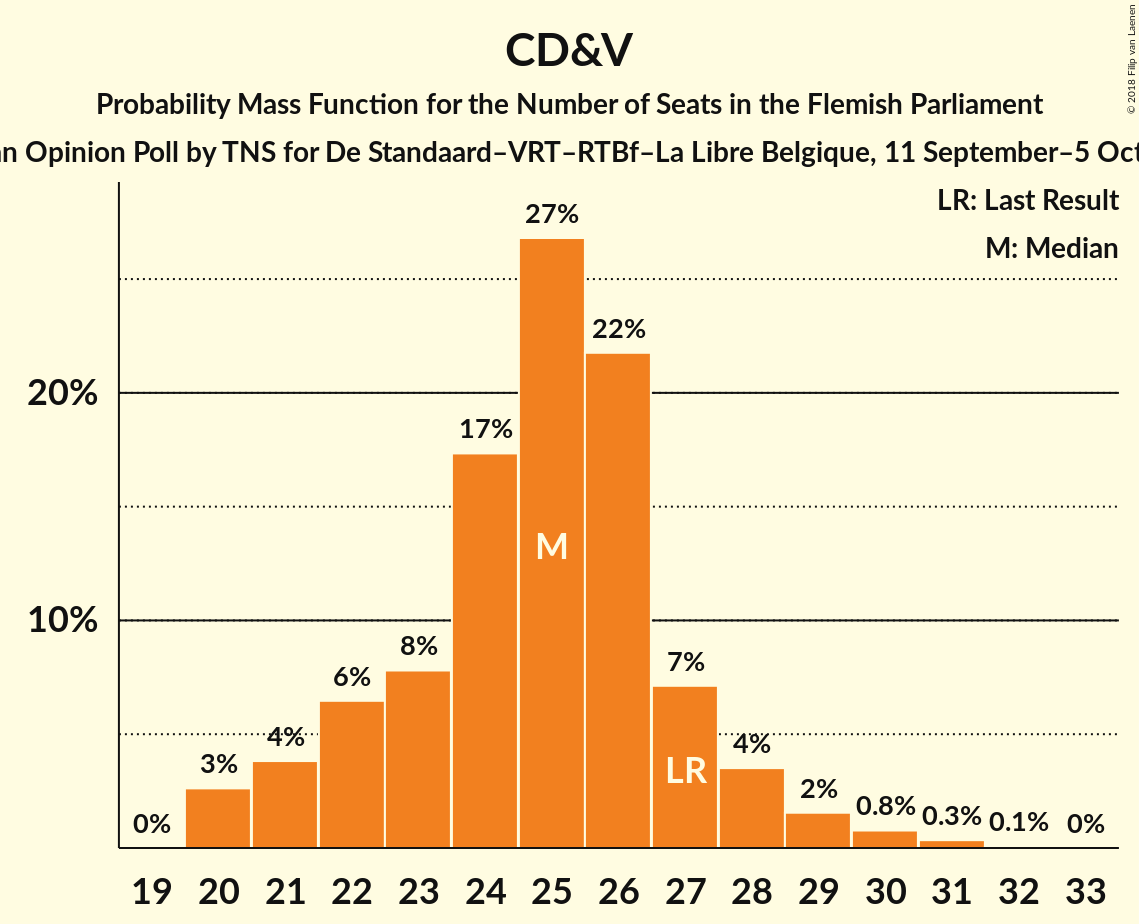 CD&V
Probability Mass Function for the Number of Seats in the Flemish Parliament
Opinion Poll by TNS for De Standaard–VRT–RTBf–La Libre Belgique, 11 September–5
LR: Last Result
M: Median
© 2018 Filip van Laenen
27%
22%
20%
17%
M
10%
8%
7%
6%
4%
4%
LR
3%
2%
0.8%
0.3%
0.1%
0%
0%
19 20 21 22 23 24 25 26 27 28 29 30 31 32 33